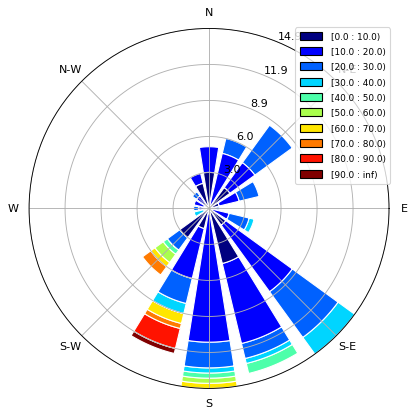 N
14.
[0.0 : 10.0)
[10.0 : 20.0)
[20.0 : 30.0)
[30.0 : 40.0)
[40.0 : 50.0)
[50.0 : 60.0)
[60.0 : 70.0)
[70.0 : 80.0)
[80.0 : 90.0)
[90.0 : inf)
N-W
11.9
N-E
8.9
6.0
W
E
S-W
S-E
S